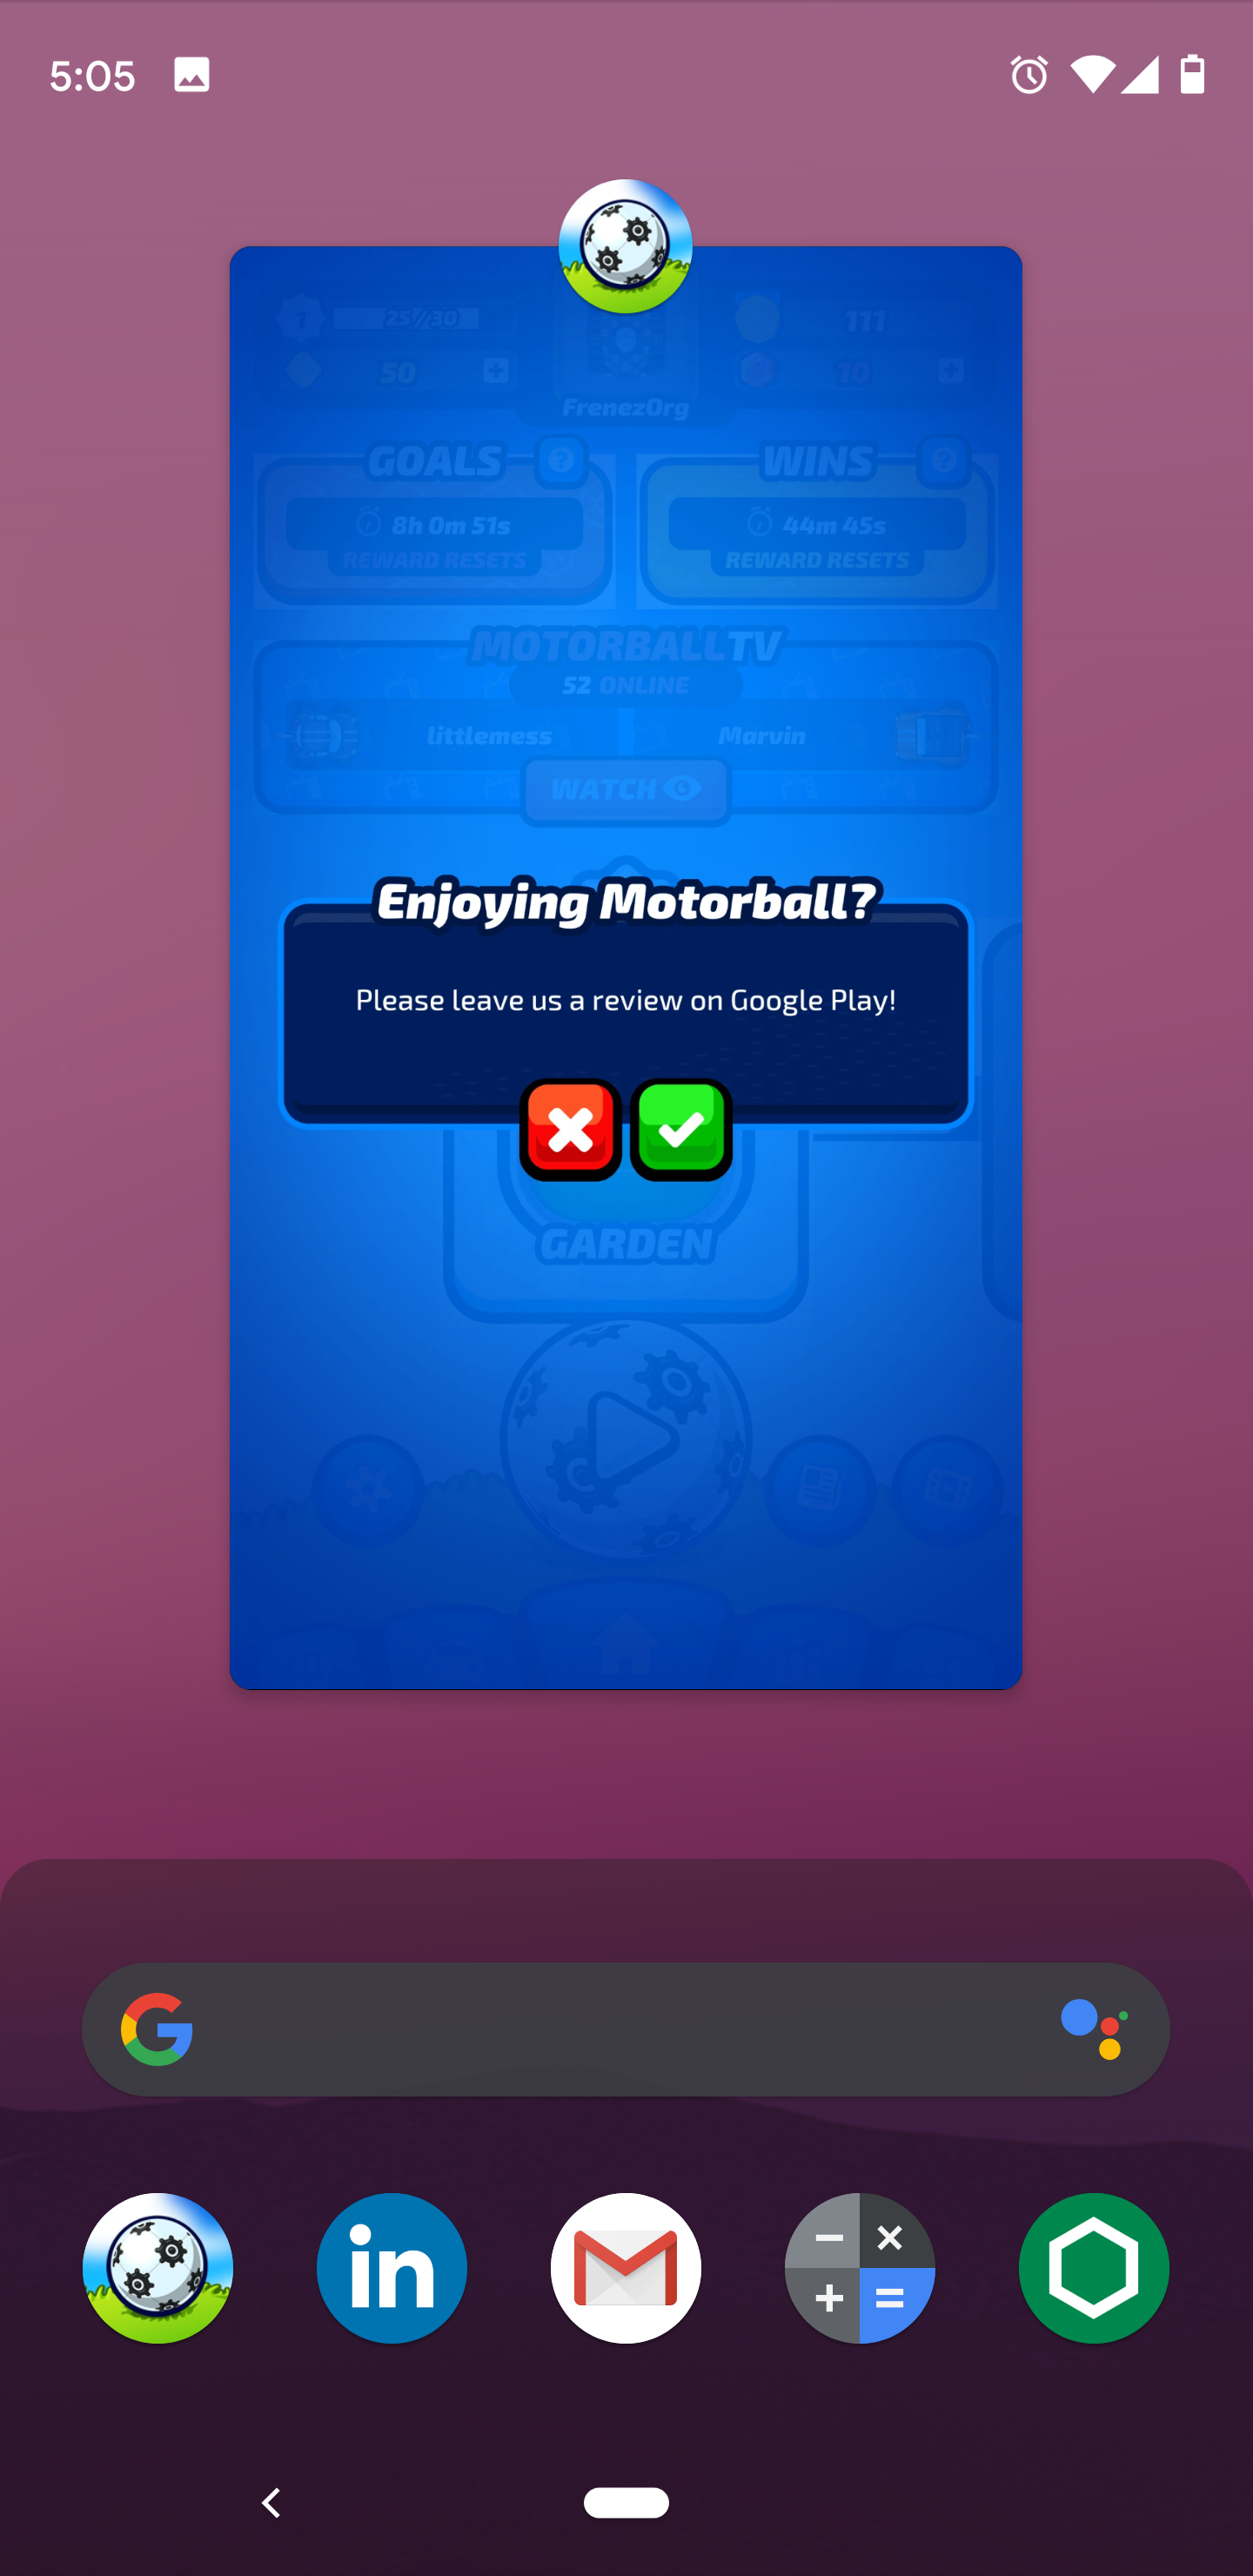 5:05
1 25//30 111
50 10
FrenezOrg
GOALS ? WINS ?
8h 0m 51s 44m 45s
REWARD RESETS REWARD RESETS
MOTORBALLTV
52 ONLINE
littlemess Marvin
WATCH
Enjoying Motorball?
Please leave us a review on Google Play!
GARDEN
G
in